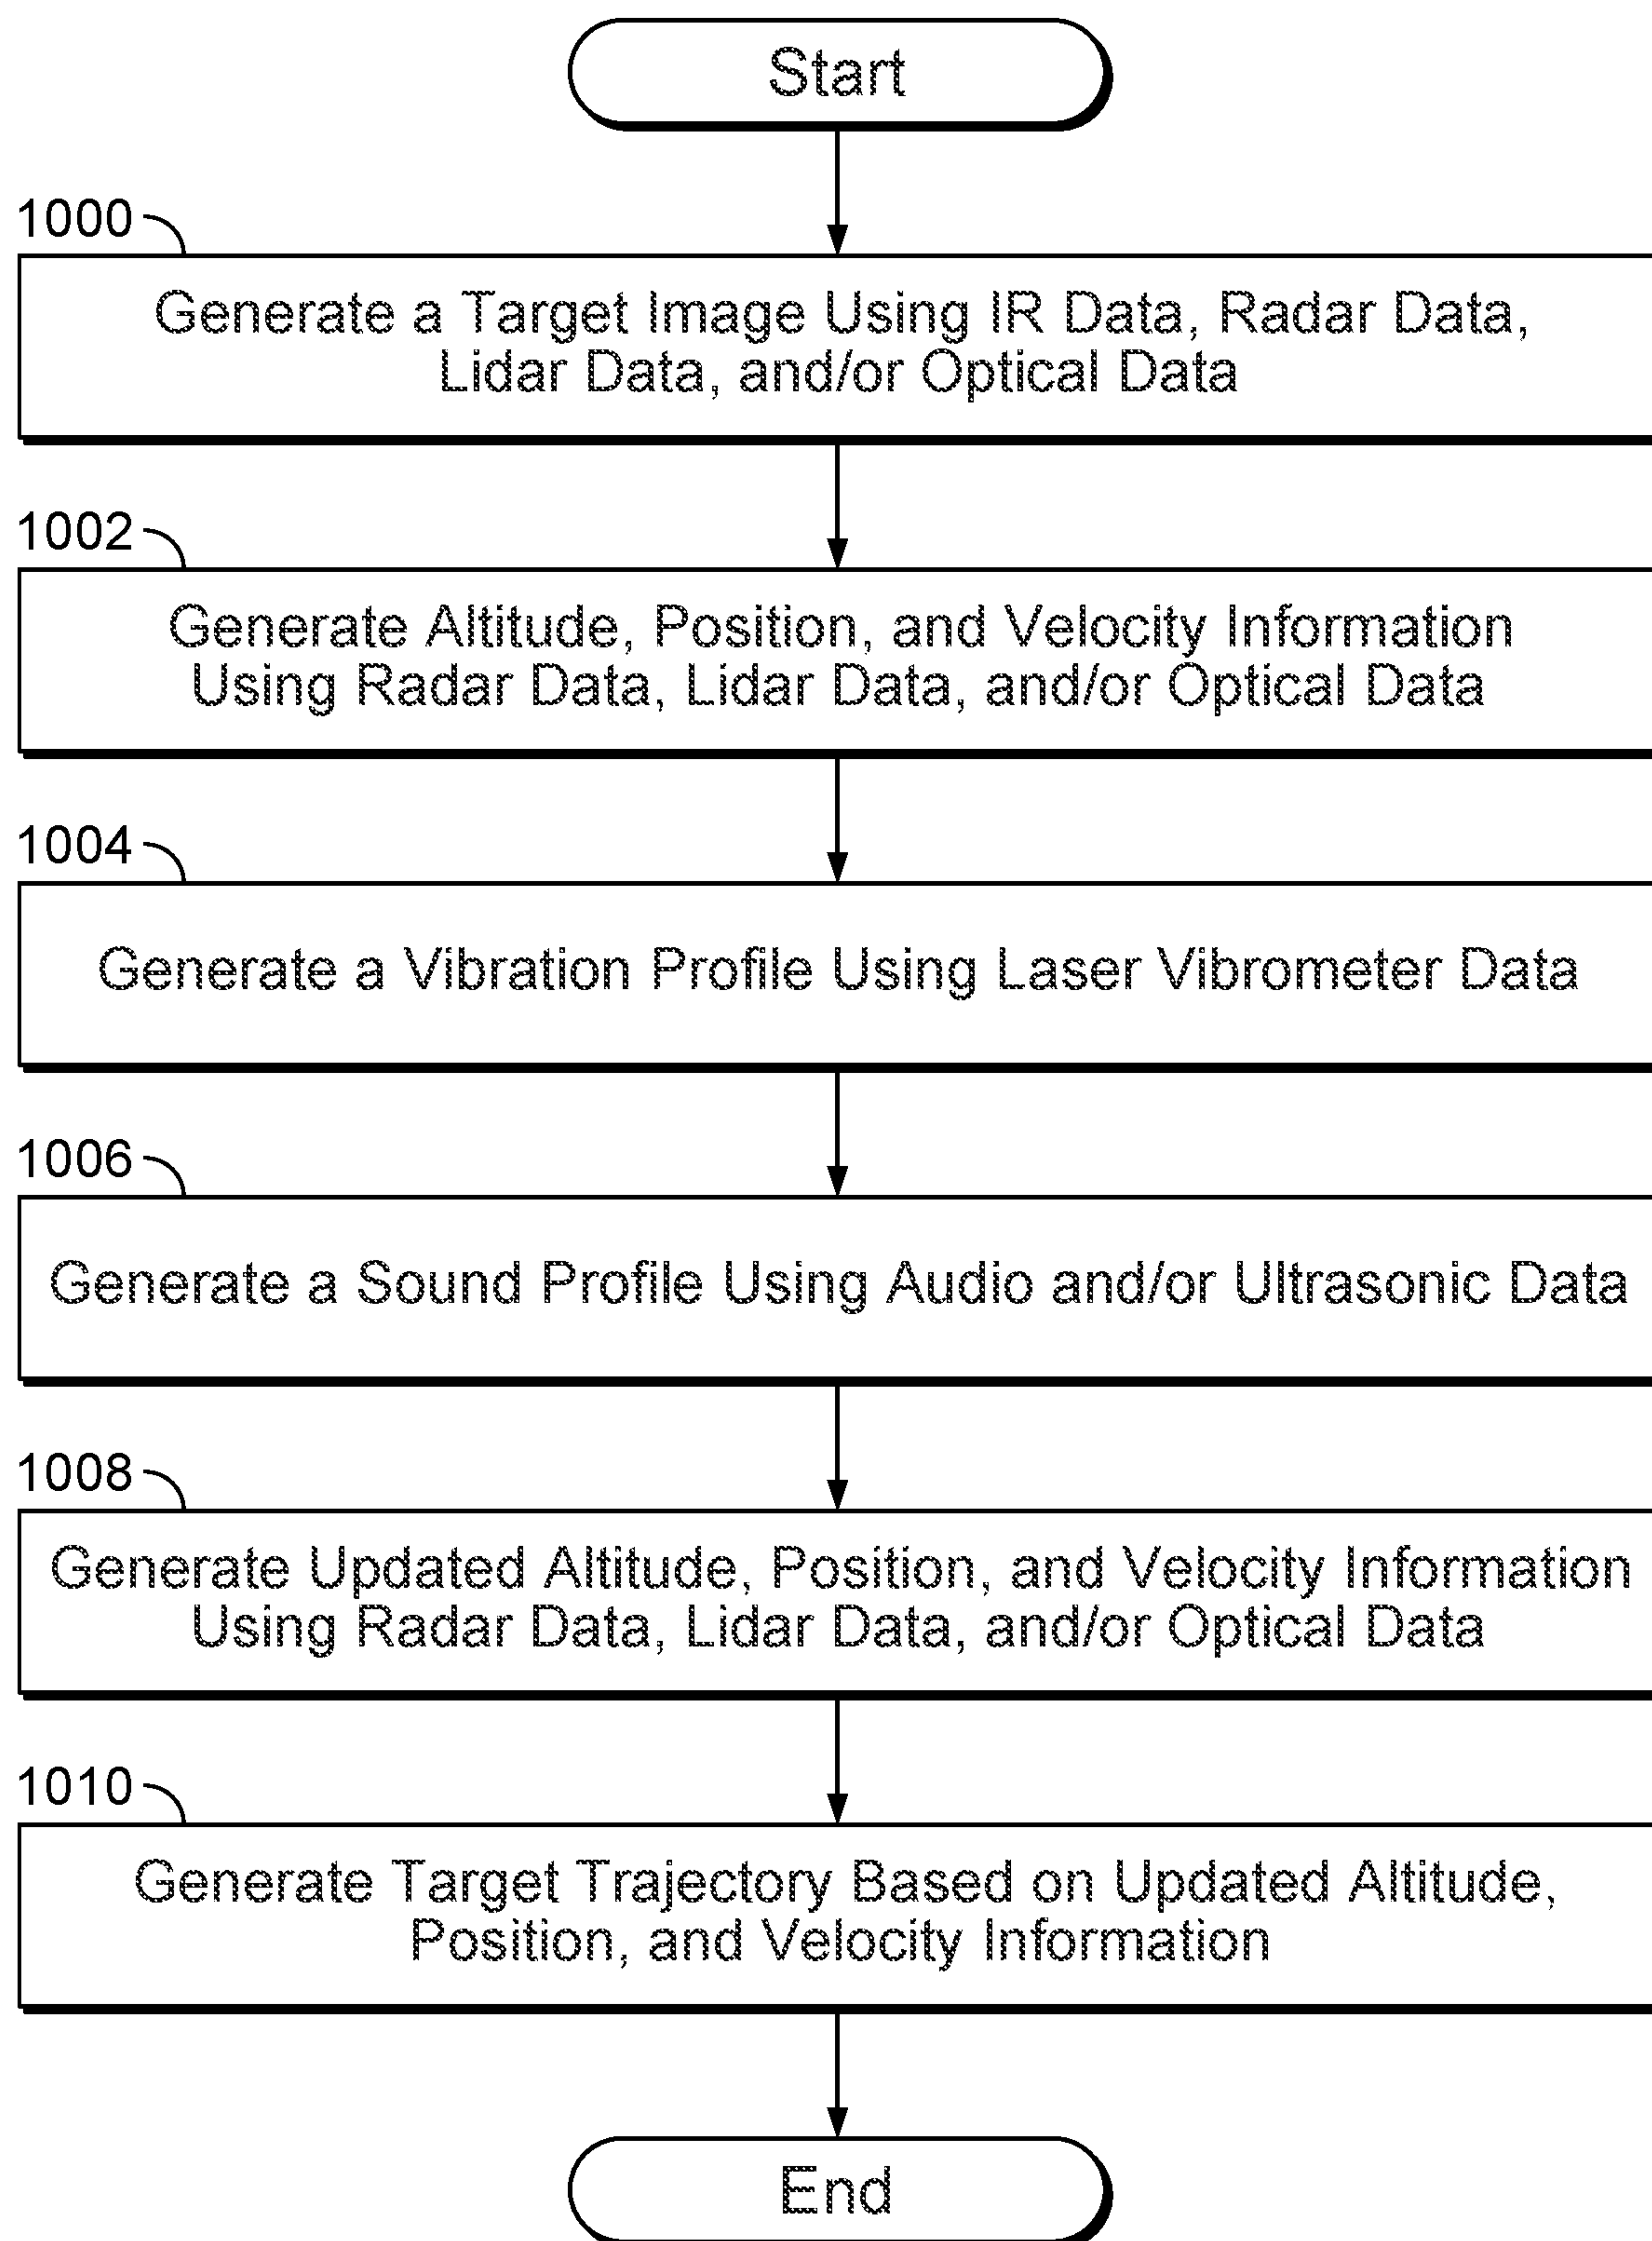 Start
1000
Generate a Target Image Using IR Data, Radar Data,
Lidar Data, and/or Optical Data
1002
Generate Altitude, Position, and Velocity Information
Using Radar Data, Lidar Data, and/or Optical Data
1004
Generate a Vibration Profile Using Laser Vibrometer Data
1006
Generate a Sound Profile Using Audio and/or Ultrasonic Data
1008
Generate Updated Altitude, Position, and Velocity Information
Using Radar Data, Lidar Data, and/or Optical Data
1010
Generate Target Trajectory Based on Updated Altitude,
Position, and Velocity Information
End